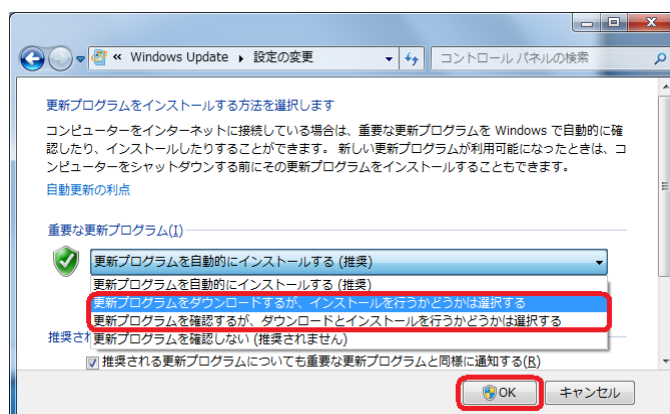 « Windows Update ▸ 設定の変更
コントロール パネルの検索
更新プログラムをインストールする方法を選択します
コンピューターをインターネットに接続している場合は、重要な更新プログラムを Windows で自動的に確
認したり、インストールしたりすることができます。 新しい更新プログラムが利用可能になったときは、コ
ンピューターをシャットダウンする前にその更新プログラムをインストールすることもできます。
自動更新の利点
重要な更新プログラム(I)
更新プログラムを自動的にインストールする (推奨)
更新プログラムを自動的にインストールする (推奨)
更新プログラムをダウンロードするが、インストールを行うかどうかは選択する
更新プログラムを確認するが、ダウンロードとインストールを行うかどうかは選択する
推奨さ
更新プログラムを確認しない (推奨されません)
推奨される更新プログラムについても重要な更新プログラムと同様に通知する(R)
OK
キャンセル